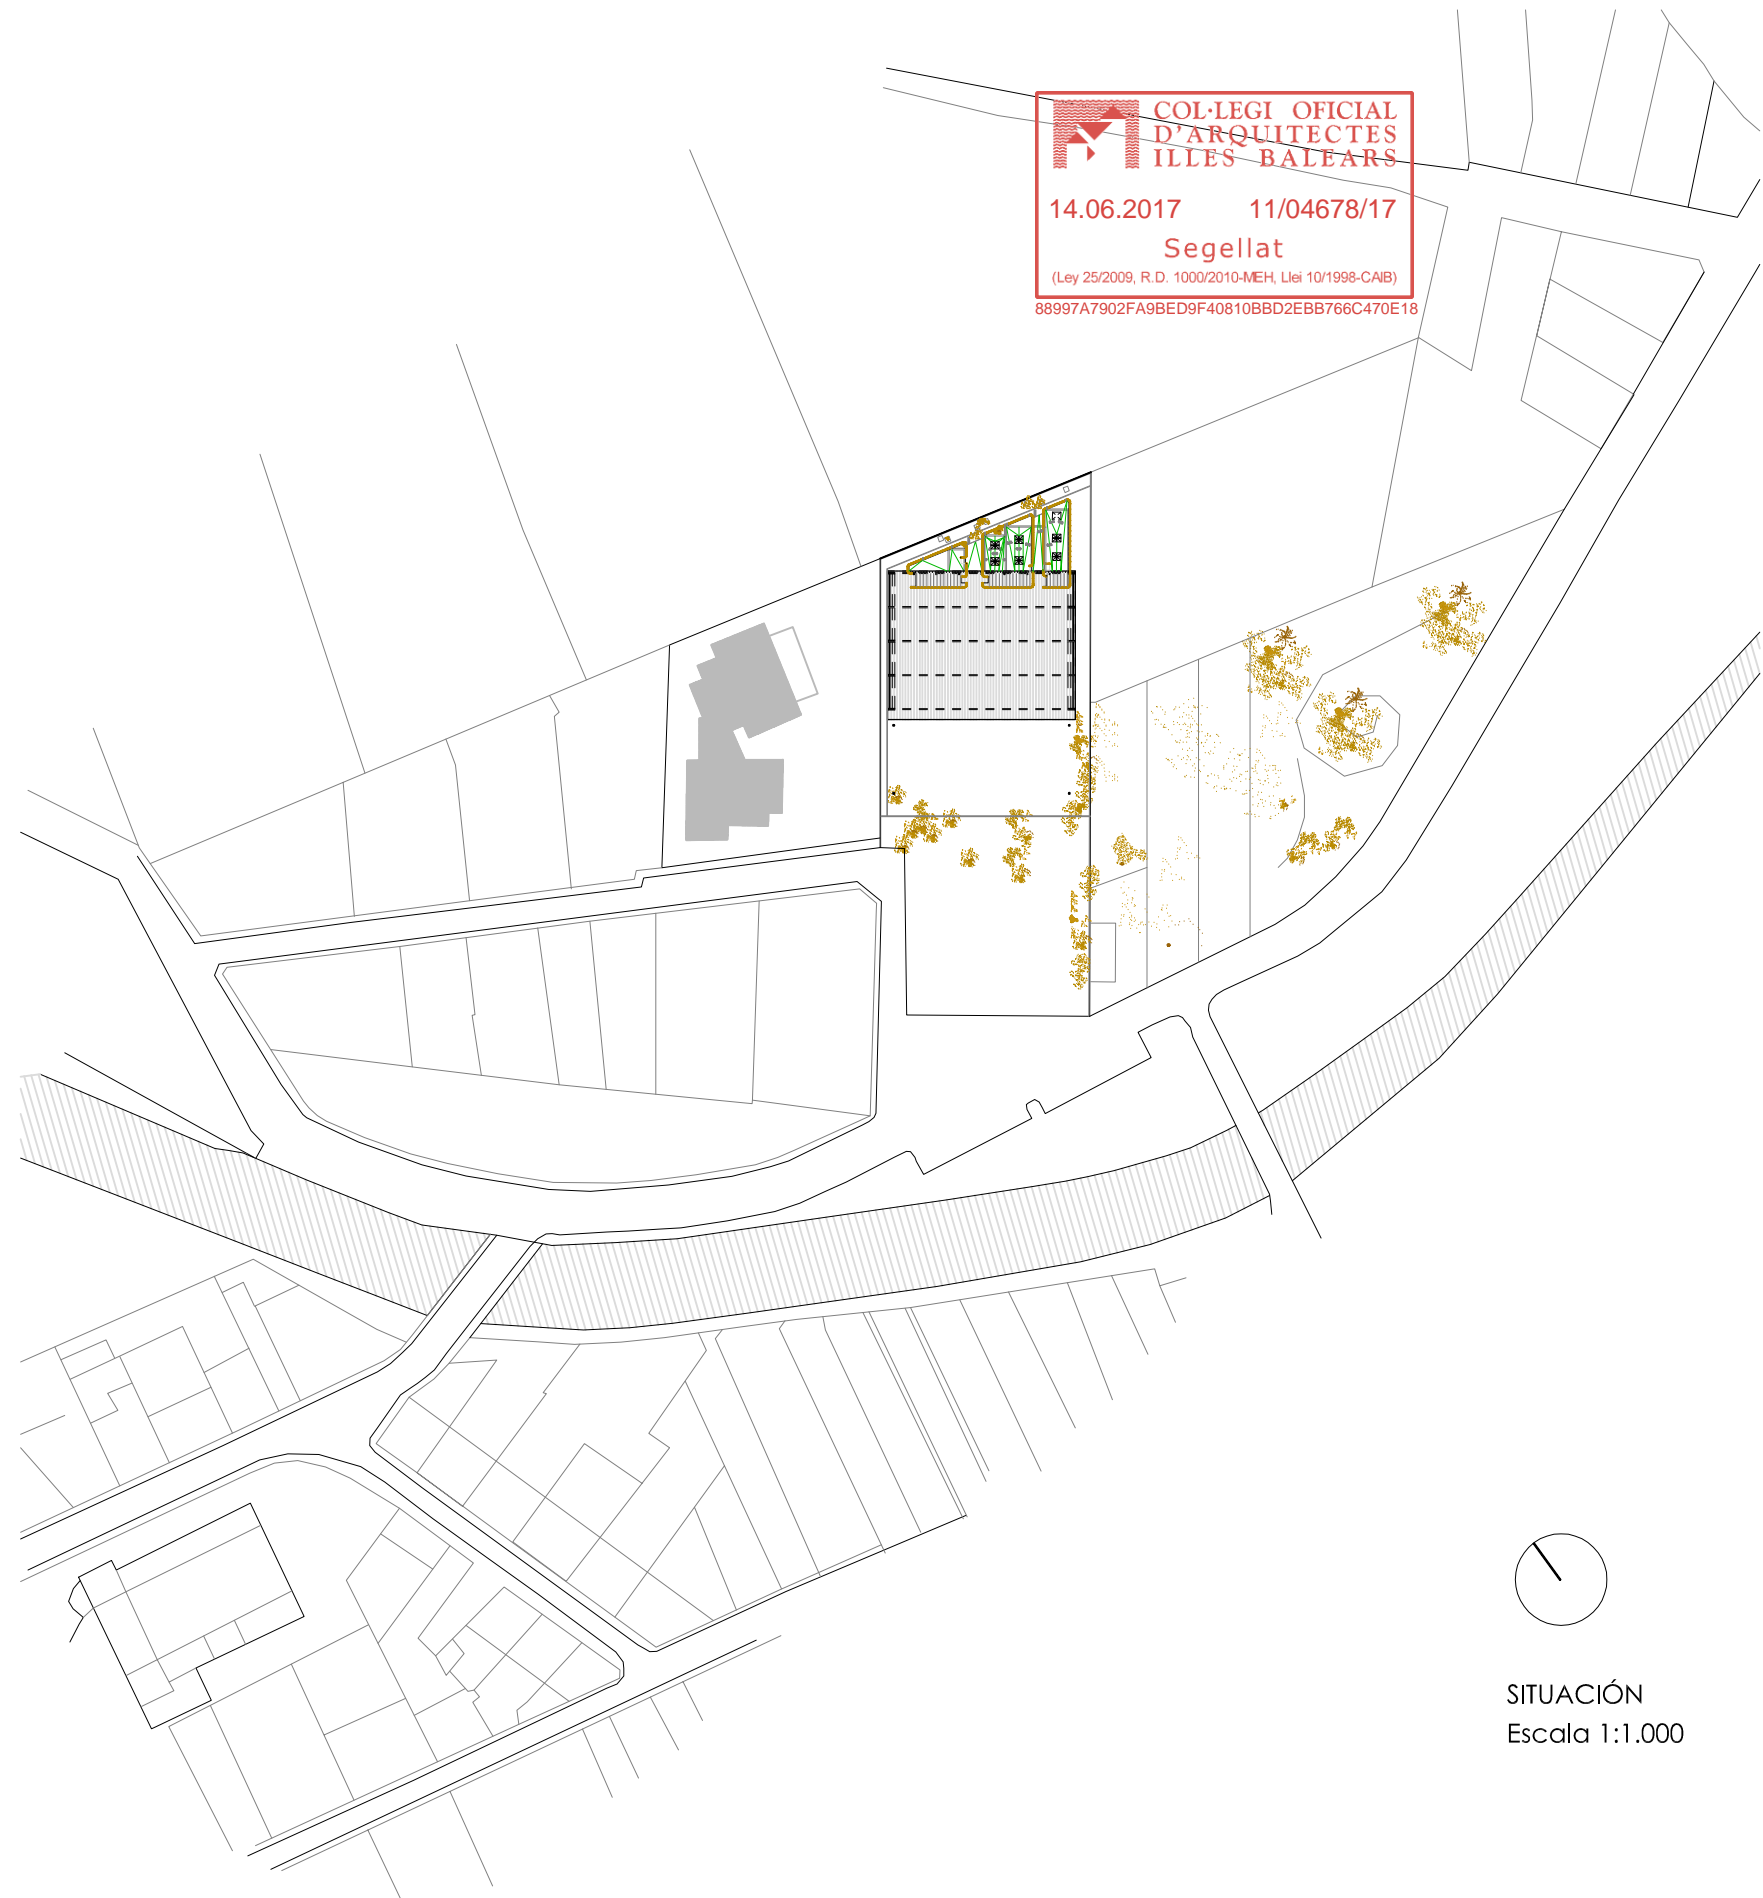 COL·LEGI OFICIAL
D'ARQUITECTES
ILLES BALEARS
14.06.2017 11/04678/17
Segellat
(Ley 25/2009, R.D. 1000/2010-MEH, Llei 10/1998-CAIB)
88997A7902FA9BED9F40810BBD2EBB766C470E18
SITUACIÓN
Escala 1:1.000